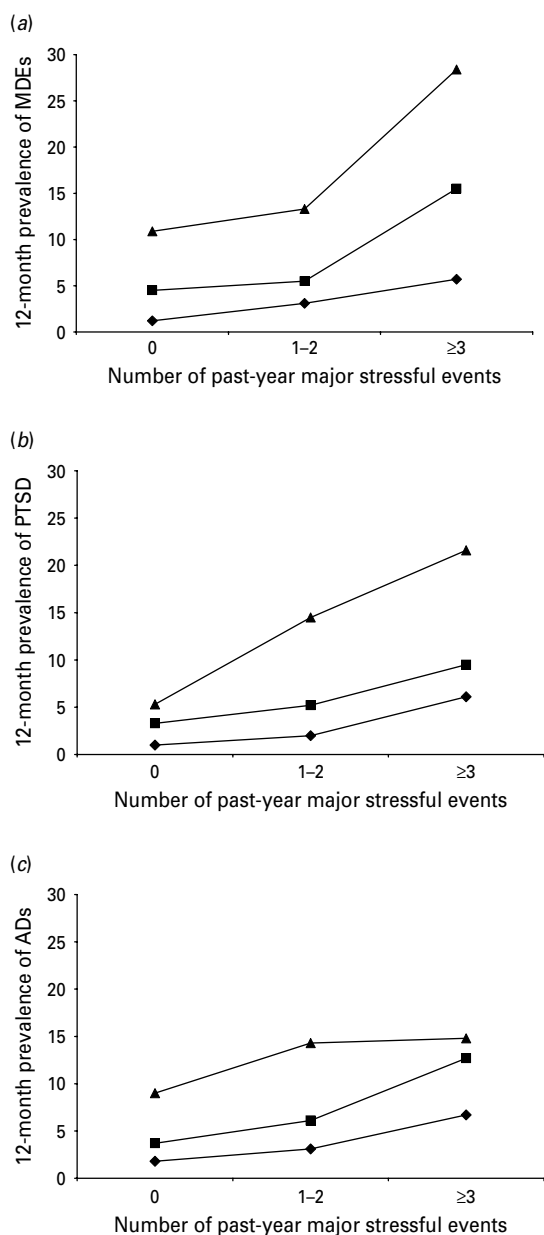 (a)
12-month prevalence of MDEs
30
25
20
15
10
5
0
0 1–2 ≥3
Number of past-year major stressful events
(b)
12-month prevalence of PTSD
30
25
20
15
10
5
0
0 1–2 ≥3
Number of past-year major stressful events
(c)
12-month prevalence of ADs
30
25
20
15
10
5
0
0 1–2 ≥3
Number of past-year major stressful events